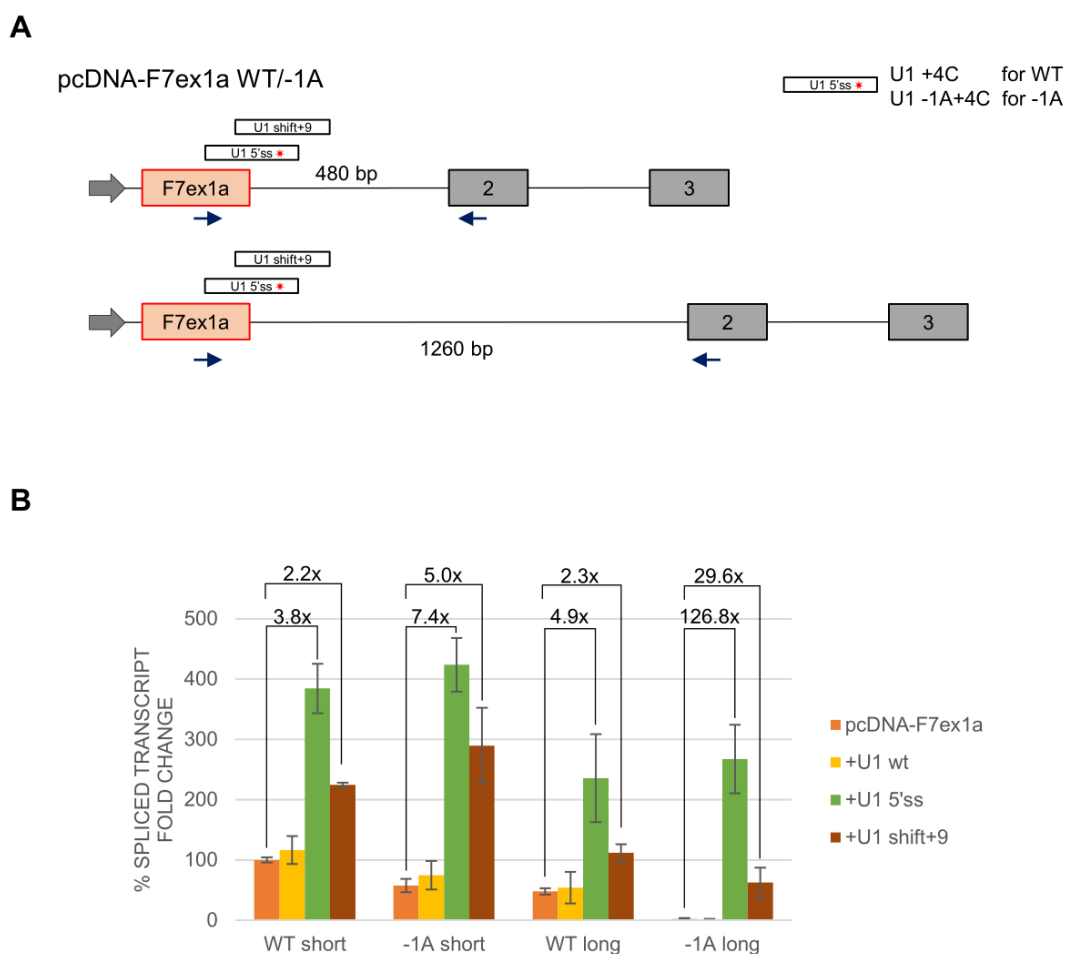 A
pcDNA-F7ex1a WT/-1A
U1 5'ss
U1 +4C for WT
U1 -1A+4C for -1A
U1 shift+9
U1 5'ss
480 bp
F7ex1a
2
3
U1 shift+9
U1 5'ss
F7ex1a
2
3
1260 bp
B
2.2x
5.0x
2.3x
29.6x
3.8x
7.4x
4.9x
126.8x
500
400
300
200
100
0
% SPLICED TRANSCRIPT
FOLD CHANGE
pcDNA-F7ex1a
+U1 wt
+U1 5'ss
+U1 shift+9
WT short
-1A short
WT long
-1A long